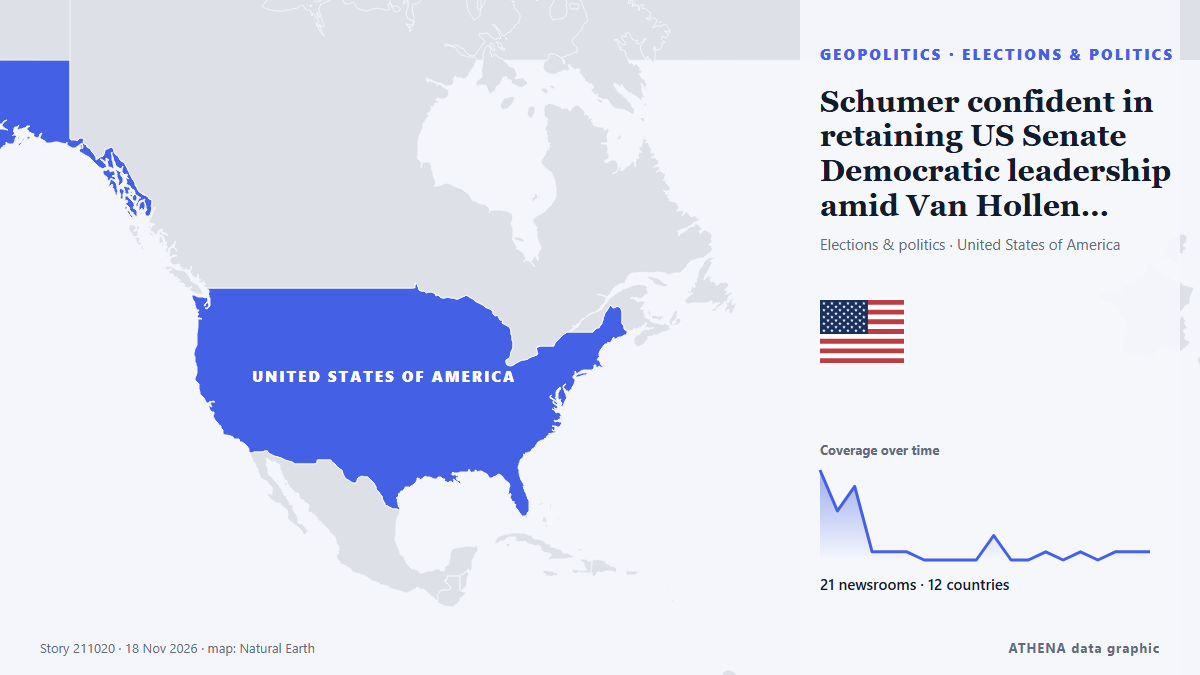 GEOPOLITICS · ELECTIONS & POLITICS
Schumer confident in
retaining US Senate
Democratic leadership
amid Van Hollen...
Elections & politics · United States of America
UNITED STATES OF AMERICA
Coverage over time
21 newsrooms · 12 countries
Story 211020 · 18 Nov 2026 · map: Natural Earth
ATHENA data graphic